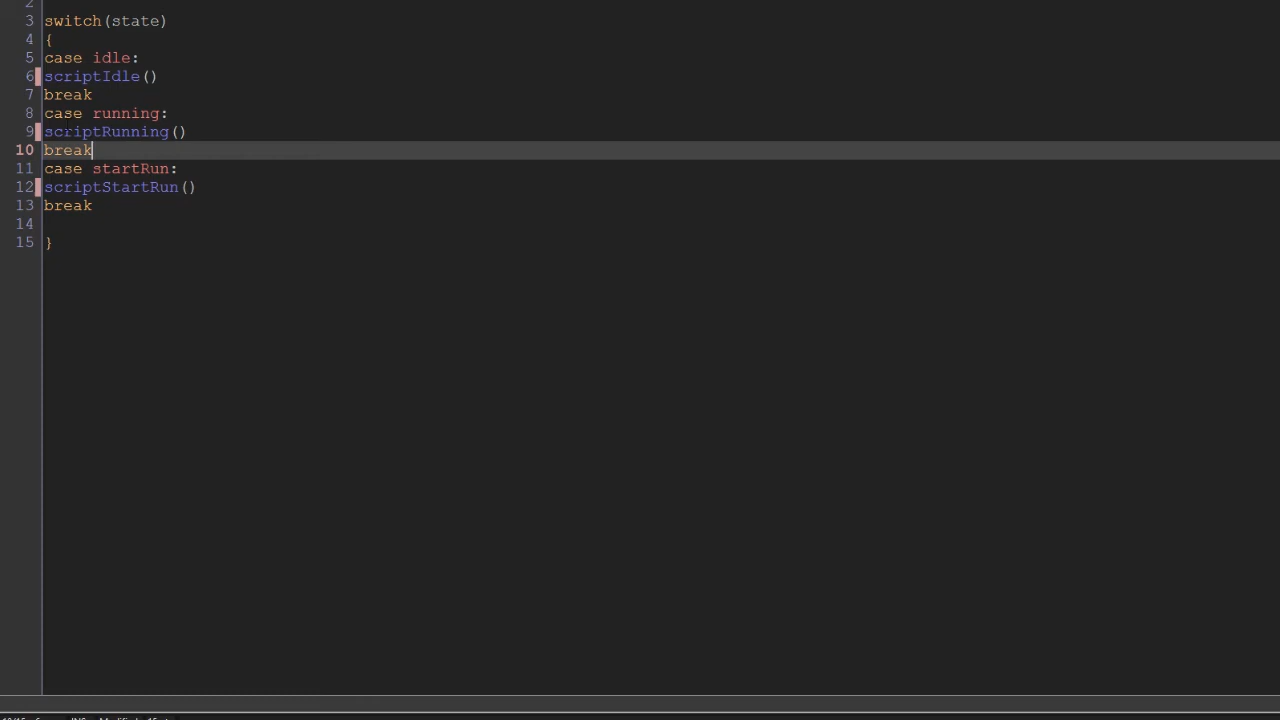 2
3 switch(state)
4 {
5 case idle:
6 scriptIdle()
7 break
8 case running:
9 scriptRunning()
10 break
11 case startRun:
12 scriptStartRun()
13 break
14
15 }